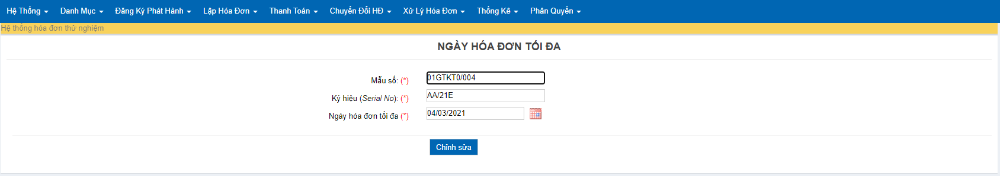 Hệ Thống Danh Mục Đăng Ký Phát Hành Lập Hóa Đơn Thanh Toán Chuyển Đổi HĐ Xử Lý Hóa Đơn Thống Kê Phân Quyền
Hệ thống hóa đơn thử nghiệm
NGÀY HÓA ĐƠN TỐI ĐA
Mẫu số: (*) 01GTKT0/004
Ký hiệu (Serial No): (*) AA/21E
Ngày hóa đơn tối đa (*) 04/03/2021
Chỉnh sửa